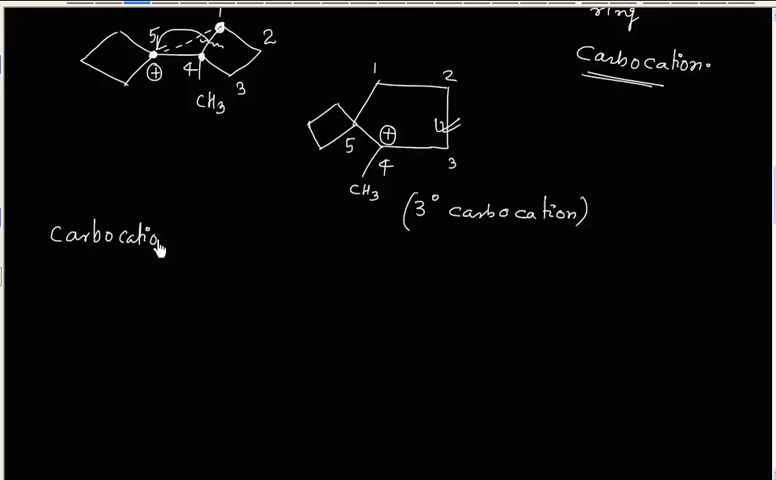 ring
Carbocation.
1
5 2
⊕ 4 3
CH3
1 2
⊕
5 4 3
CH3
(3° carbocation)
Carbocatio